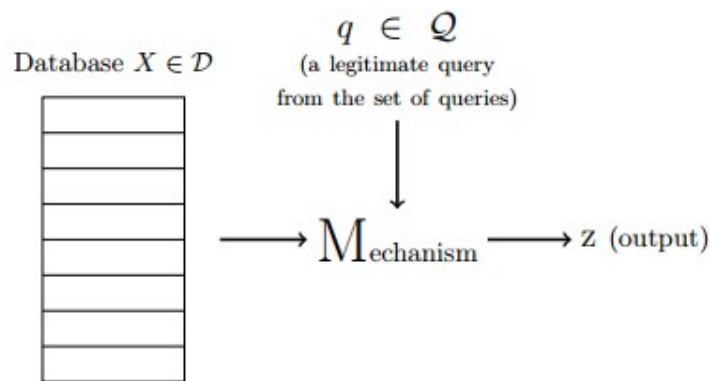 q ∈ 𝒬
(a legitimate query
from the set of queries)
Database X ∈ 𝒟
Mechanism
z (output)